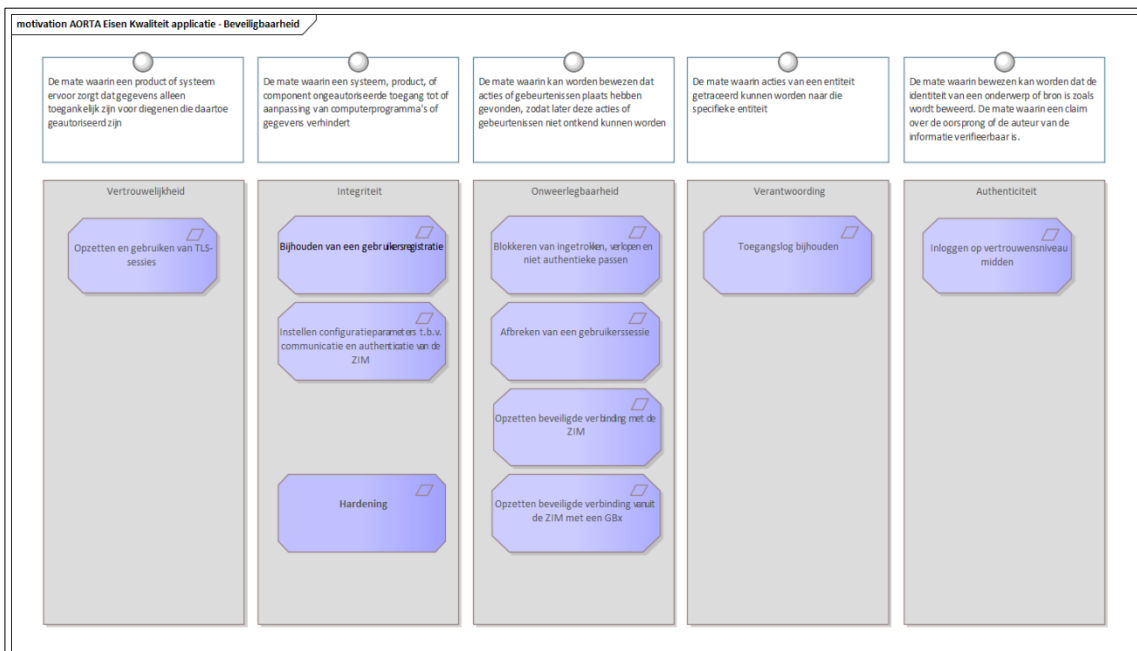 motivation AORTA Eisen Kwaliteit applicatie - Beveiligbaarheid
De mate waarin een product of systeem
ervoor zorgt dat gegevens alleen
toegankelijk zijn voor diegenen die daartoe
geautoriseerd zijn
De mate waarin een systeem, product, of
component ongeautoriseerde toegang tot of
aanpassing van computerprogramma's of
gegevens verhindert
De mate waarin kan worden bewezen dat
acties of gebeurtenissen plaats hebben
gevonden, zodat later deze acties of
gebeurtenissen niet ontkend kunnen worden
De mate waarin acties van een entiteit
getraceerd kunnen worden naar die
specifieke entiteit
De mate waarin bewezen kan worden dat de
identiteit van een onderwerp of bron is zoals
wordt beweerd. De mate waarin een claim
over de oorsprong of de auteur van de
informatie verifieerbaar is.
Vertrouwelijkheid
Opzetten en gebruiken van TLS-
sessies
Integriteit
Bijhouden van een gebruikersregistratie
Instellen configuratieparameters t.b.v.
communicatie en authenticatie van de
ZIM
Hardening
Onweerlegbaarheid
Blokkeren van ingetrokken, verlopen en
niet authentieke passen
Afbreken van een gebruikerssessie
Opzetten beveiligde verbinding met de
ZIM
Opzetten beveiligde verbinding vanuit
de ZIM met een GBx
Verantwoording
Toegangslog bijhouden
Authenticiteit
Inloggen op vertrouwensniveau
midden